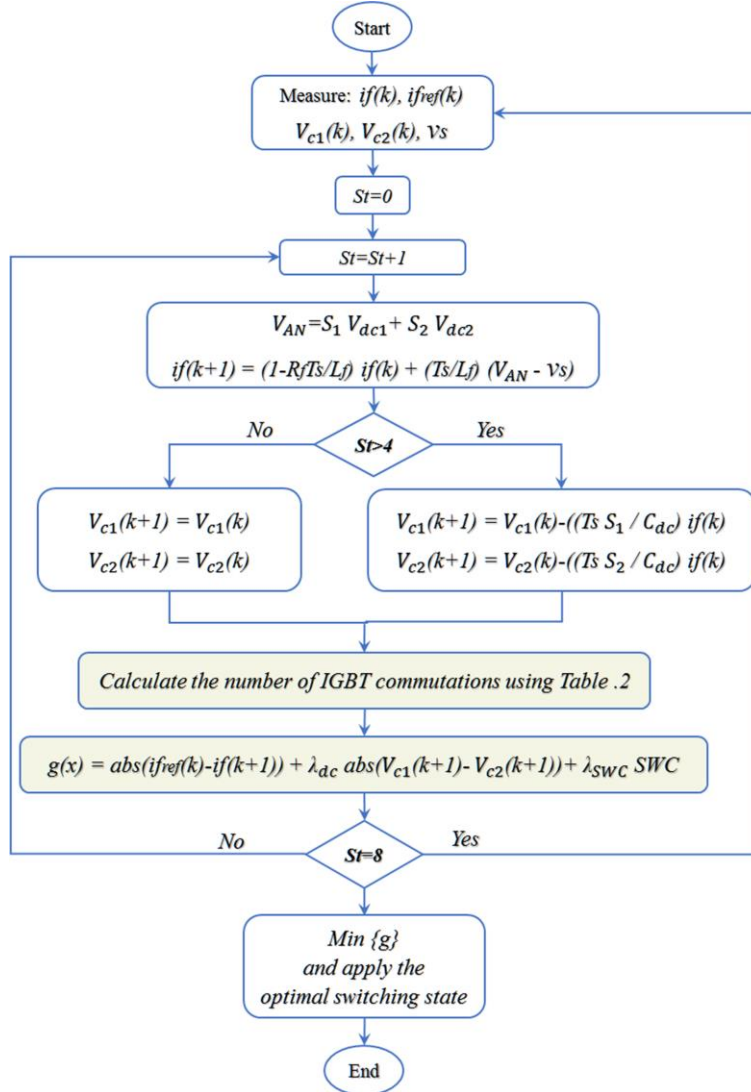 Start
Measure: if(k), ifref(k)
Vc1(k), Vc2(k), vs
St=0
St=St+1
VAN=S1 Vdc1+ S2 Vdc2
if(k+1) = (1-RfTs/Lf) if(k) + (Ts/Lf) (VAN - vs)
No
St>4
Yes
Vc1(k+1) = Vc1(k)
Vc2(k+1) = Vc2(k)
Vc1(k+1) = Vc1(k)-((Ts S1 / Cdc) if(k)
Vc2(k+1) = Vc2(k)-((Ts S2 / Cdc) if(k)
Calculate the number of IGBT commutations using Table .2
g(x) = abs(ifref(k)-if(k+1)) + λdc abs(Vc1(k+1)- Vc2(k+1))+ λSWC SWC
No
St=8
Yes
Min {g}
and apply the
optimal switching state
End